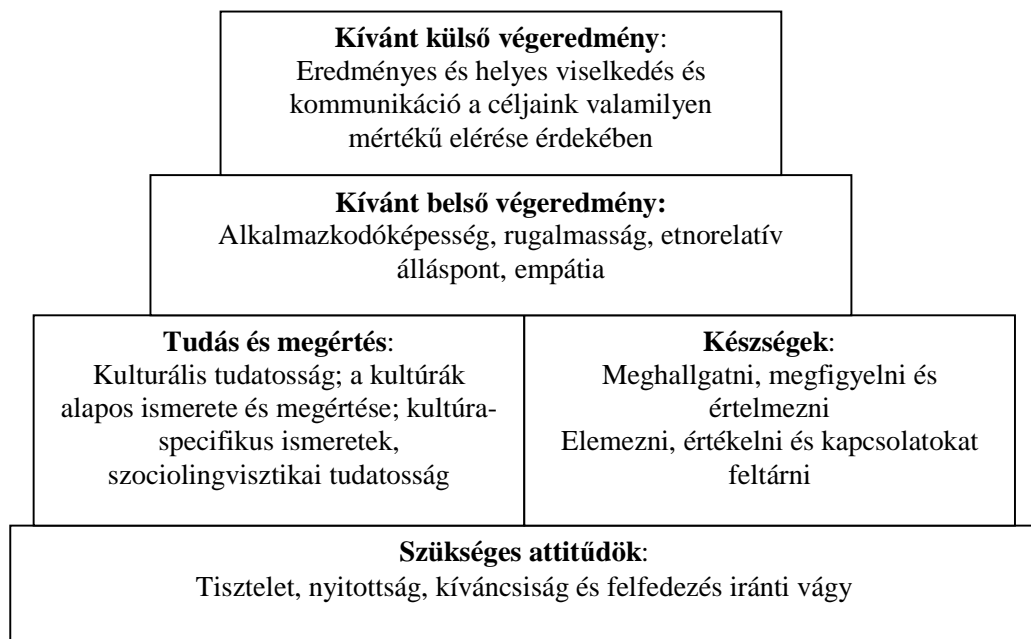 Kívánt külső végeredmény:
Eredményes és helyes viselkedés és
kommunikáció a céljaink valamilyen
mértékű elérése érdekében
Kívánt belső végeredmény:
Alkalmazkodóképesség, rugalmasság, etnorelatív
álláspont, empátia
Tudás és megértés:
Kulturális tudatosság; a kultúrák
alapos ismerete és megértése; kultúra-
specifikus ismeretek,
szociolingvisztikai tudatosság
Készségek:
Meghallgatni, megfigyelni és
értelmezni
Elemezni, értékelni és kapcsolatokat
feltárni
Szükséges attitűdök:
Tisztelet, nyitottság, kíváncsiság és felfedezés iránti vágy